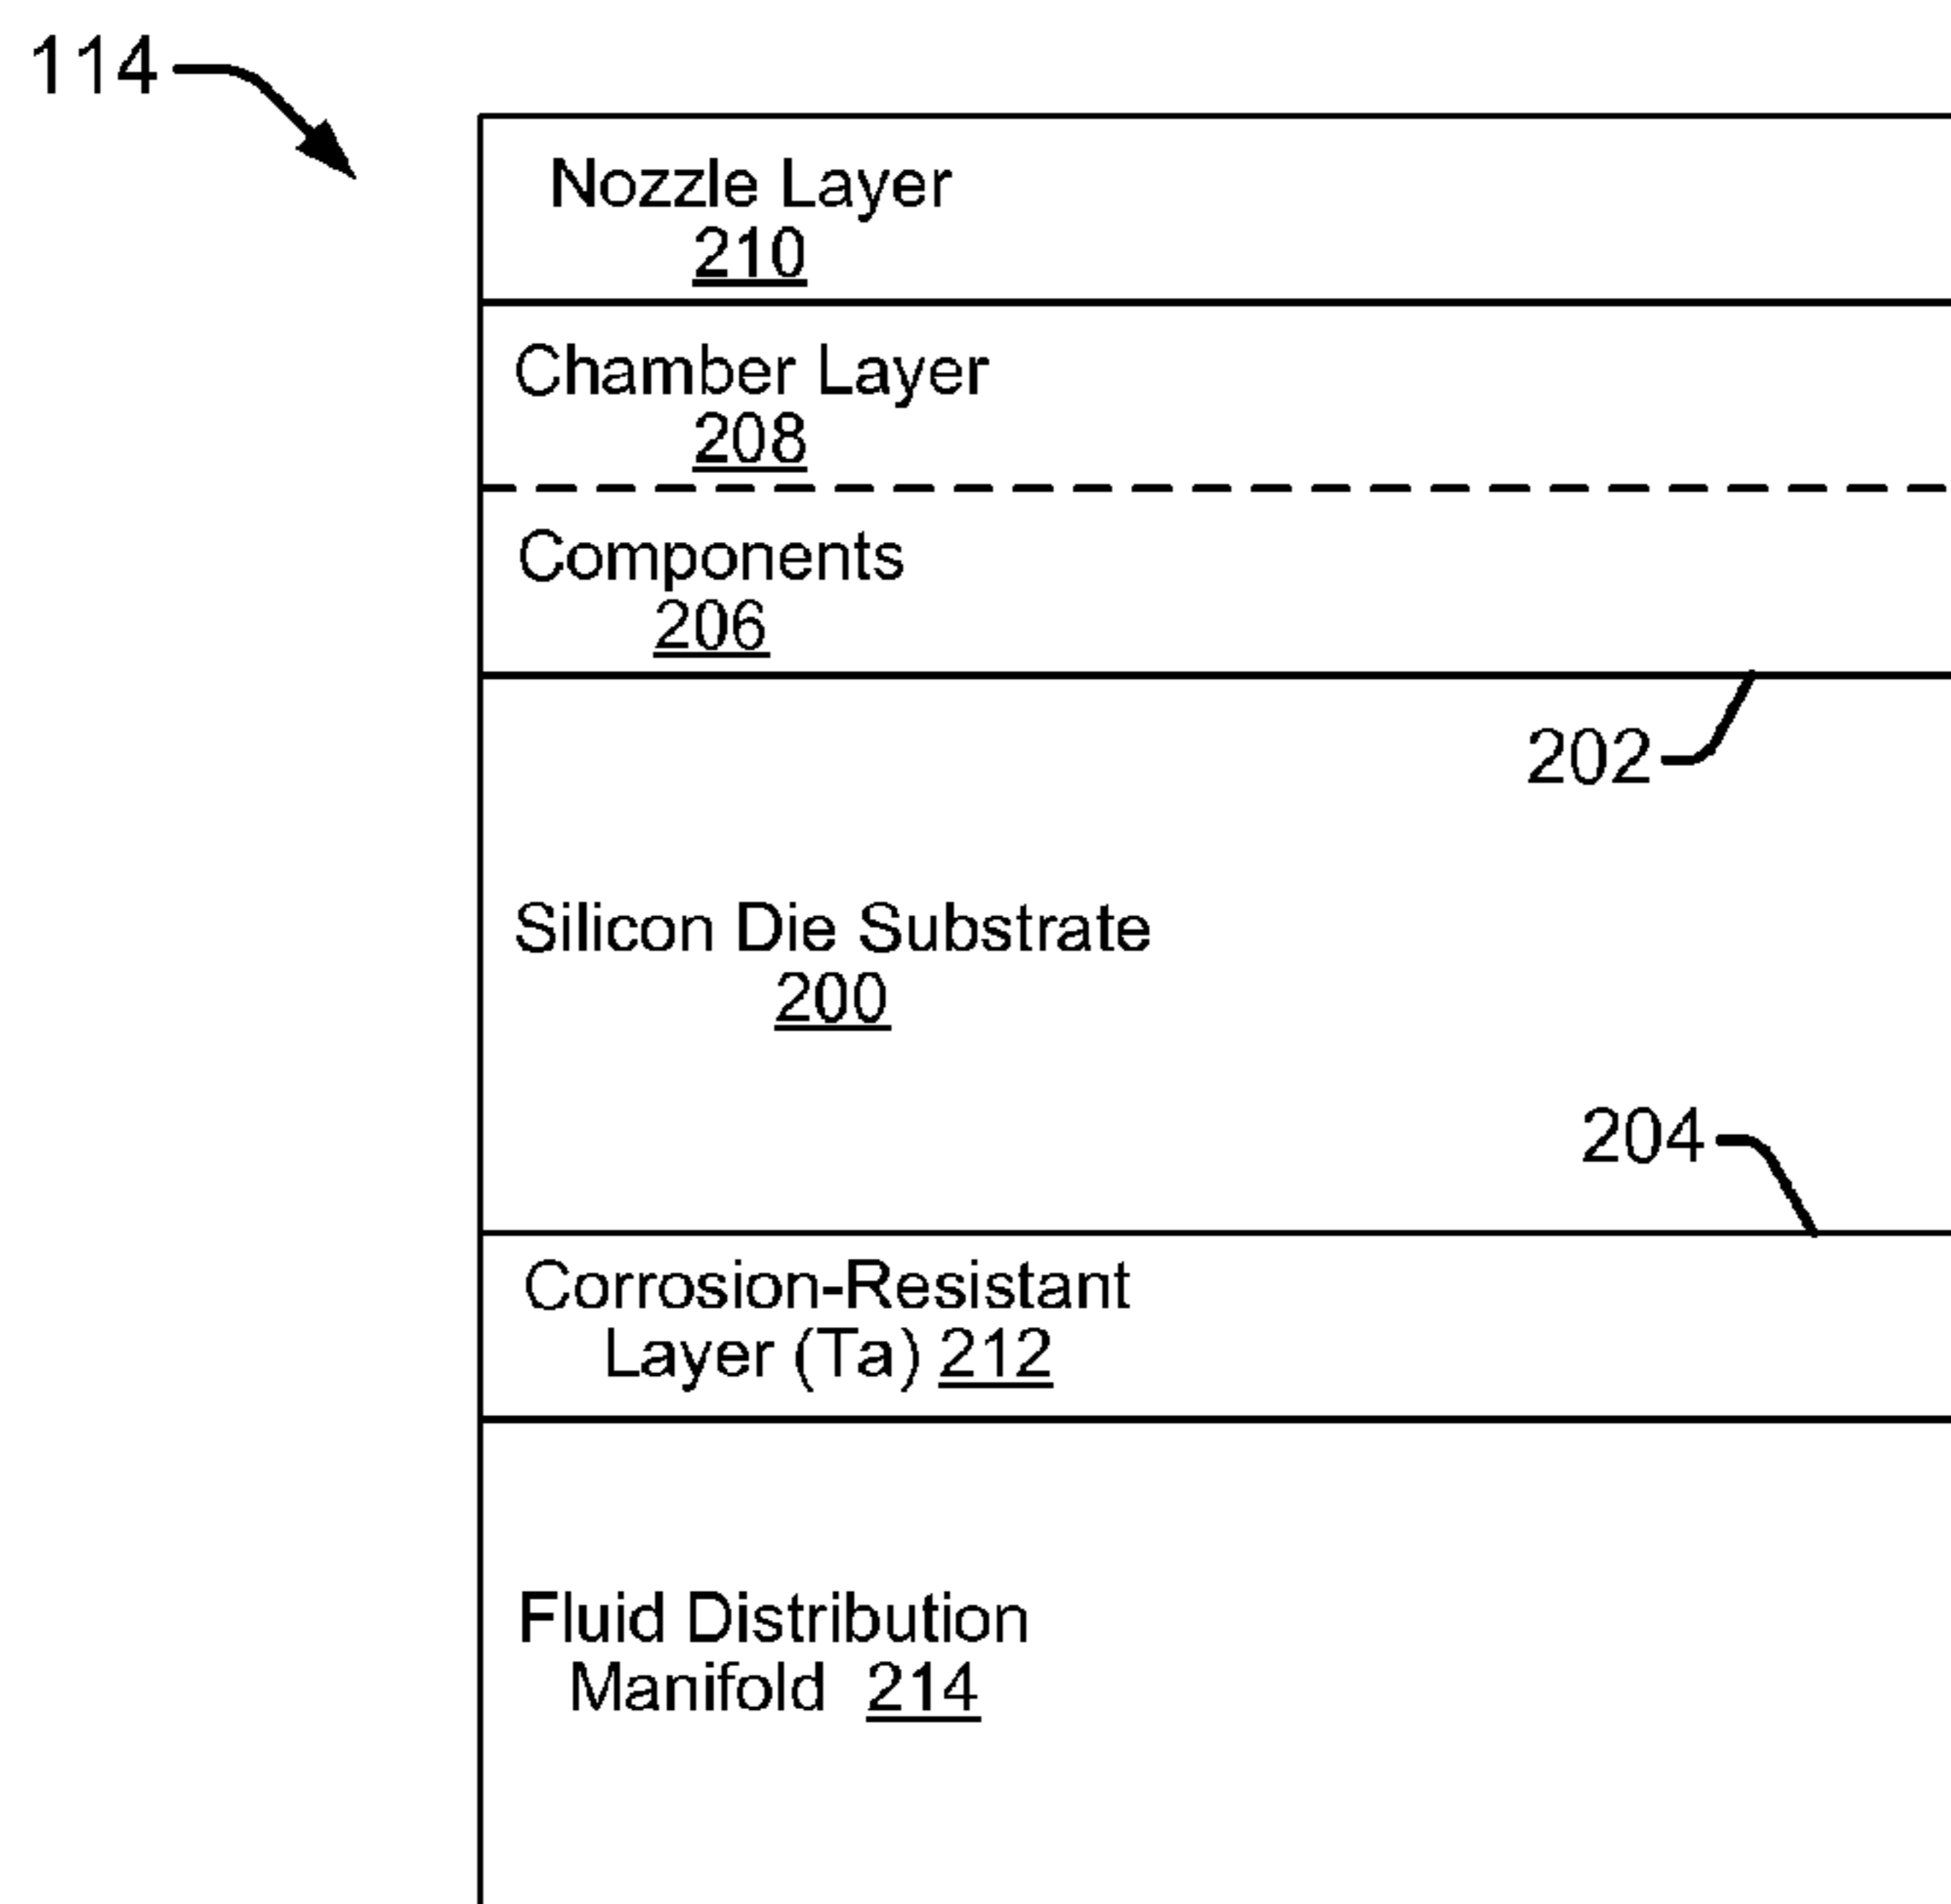 114
Nozzle Layer
210
Chamber Layer
208
Components
206
202
Silicon Die Substrate
200
204
Corrosion-Resistant
Layer (Ta) 212
Fluid Distribution
Manifold 214